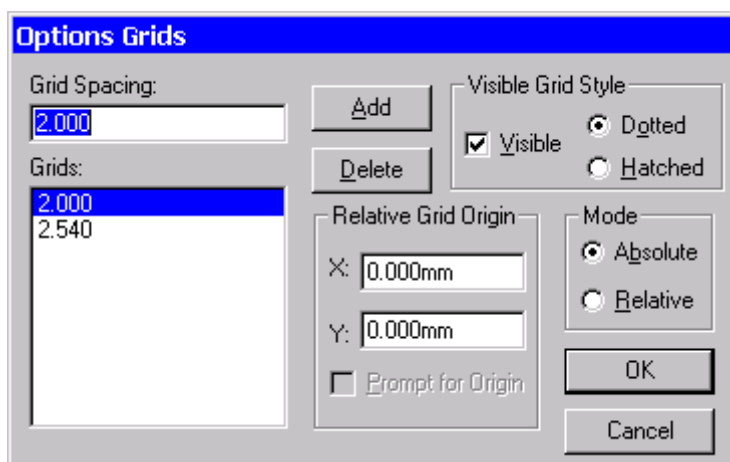 Options Grids
Grid Spacing:
2.000
Grids:
2.000
2.540
Add
Delete
Visible Grid Style
Visible
Dotted
Hatched
Relative Grid Origin
X: 0.000mm
Y: 0.000mm
Prompt for Origin
Mode
Absolute
Relative
OK
Cancel